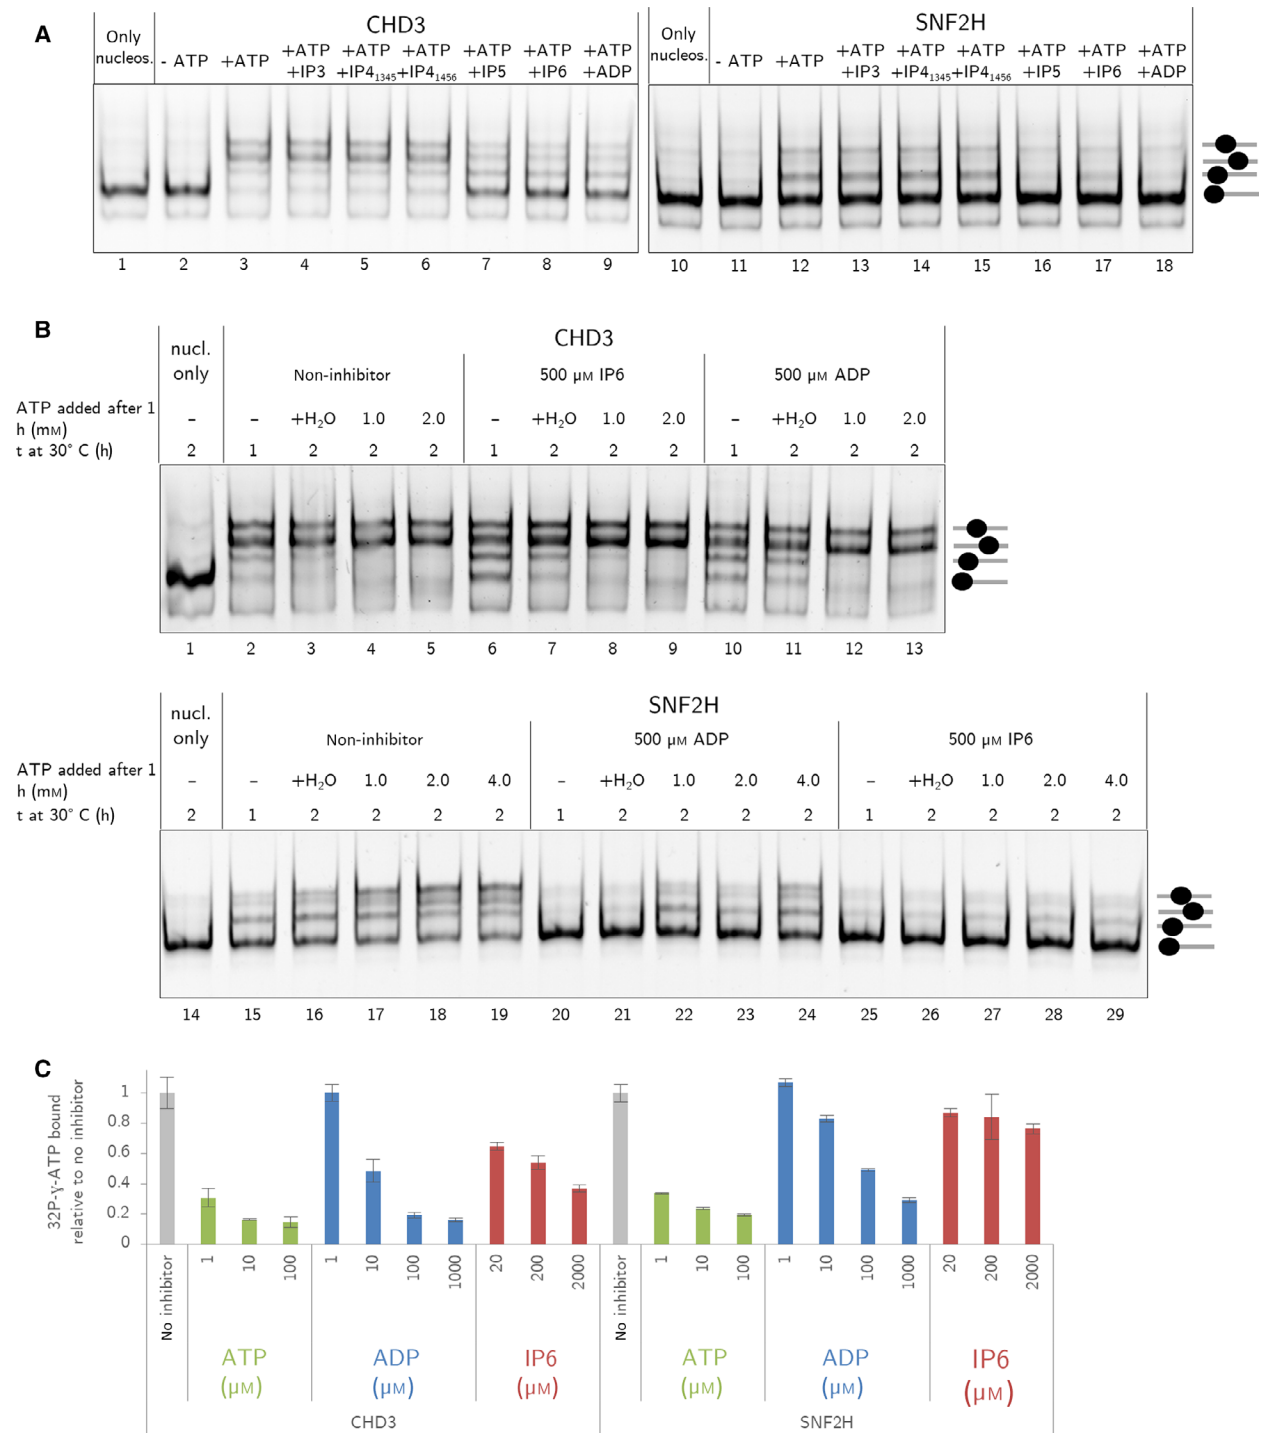 A
CHD3
Only nucleos.
- ATP
+ATP
+ATP +IP3
+ATP +IP4₁₃₄₅
+ATP +IP4₁₄₅₆
+ATP +IP5
+ATP +IP6
+ATP +ADP
1 2 3 4 5 6 7 8 9
SNF2H
Only nucleos.
- ATP
+ATP
+ATP +IP3
+ATP +IP4₁₃₄₅
+ATP +IP4₁₄₅₆
+ATP +IP5
+ATP +IP6
+ATP +ADP
10 11 12 13 14 15 16 17 18
B
CHD3
nucl. only
Non-inhibitor 500 μM IP6 500 μM ADP
ATP added after 1 h (mM) – – +H₂O 1.0 2.0 – +H₂O 1.0 2.0 – +H₂O 1.0 2.0
t at 30° C (h) 2 1 2 2 2 1 2 2 2 1 2 2 2
1 2 3 4 5 6 7 8 9 10 11 12 13
SNF2H
nucl. only
Non-inhibitor 500 μM ADP 500 μM IP6
ATP added after 1 h (mM) – – +H₂O 1.0 2.0 4.0 – +H₂O 1.0 2.0 4.0 – +H₂O 1.0 2.0 4.0
t at 30° C (h) 2 1 2 2 2 2 1 2 2 2 2 1 2 2 2 2
14 15 16 17 18 19 20 21 22 23 24 25 26 27 28 29
C
32P-γ-ATP bound
relative to no inhibitor
1
0.8
0.6
0.4
0.2
0
No inhibitor 1 10 100 1 10 100 1000 20 200 2000 No inhibitor 1 10 100 1 10 100 1000 20 200 2000
ATP ADP IP6 ATP ADP IP6
(μM) (μM) (μM) (μM) (μM) (μM)
CHD3 SNF2H